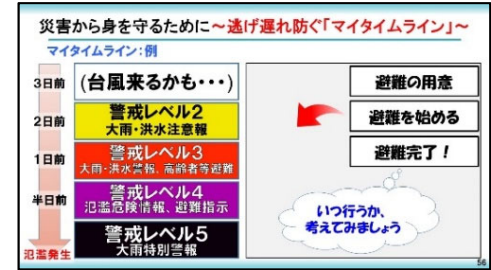 災害から身を守るために～逃げ遅れ防ぐ「マイタイムライン」～
マイタイムライン：例
3日前
(台風来るかも・・・)
2日前
警戒レベル2
大雨・洪水注意報
1日前
警戒レベル3
大雨・洪水警報、高齢者等避難
半日前
警戒レベル4
氾濫危険情報、避難指示
氾濫発生
警戒レベル5
大雨特別警報
避難の用意
避難を始める
避難完了！
いつ行うか、
考えてみましょう
56